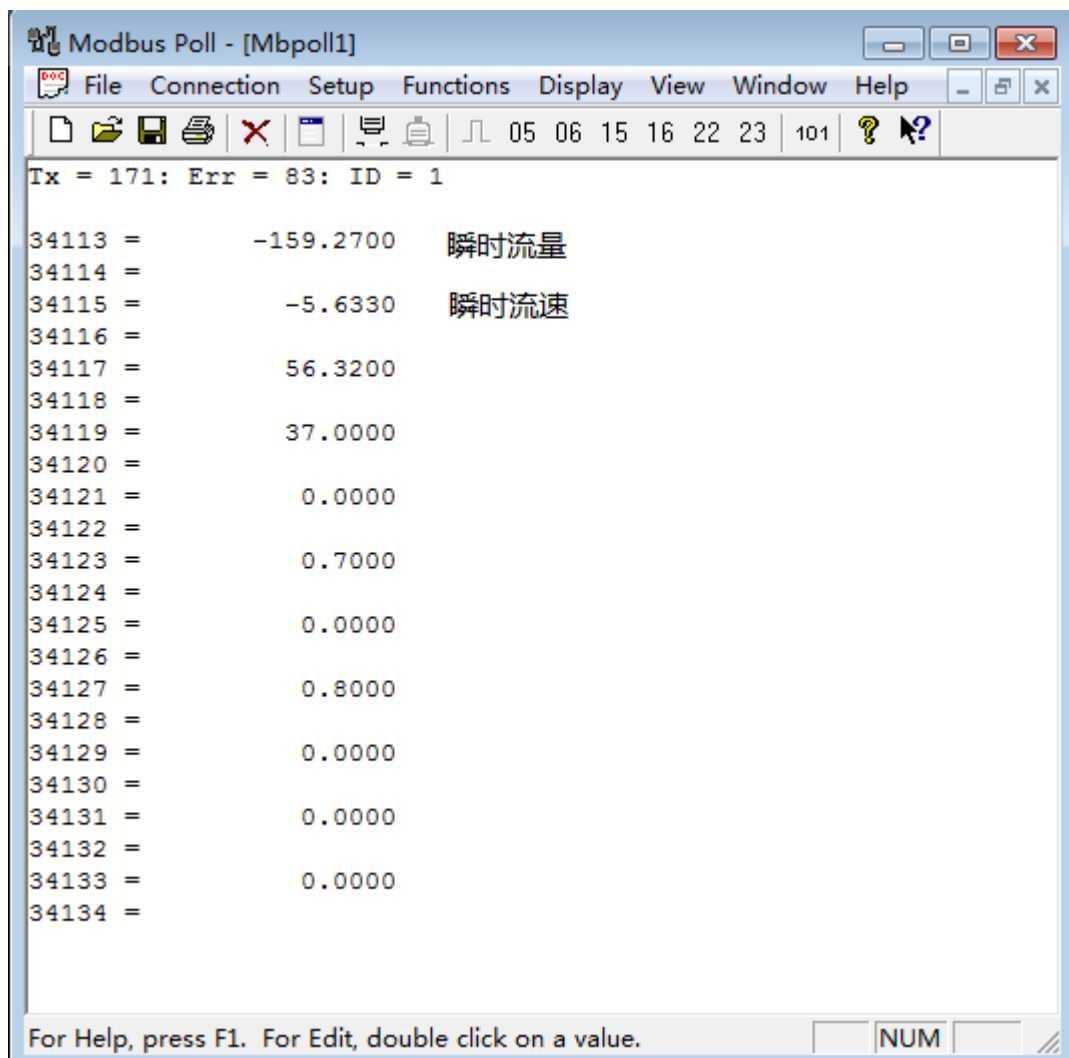 Modbus Poll - [Mbpoll1]
DOC File Connection Setup Functions Display View Window Help
05 06 15 16 22 23 101
Tx = 171: Err = 83: ID = 1
34113 = -159.2700 瞬时流量
34114 =
34115 = -5.6330 瞬时流速
34116 =
34117 = 56.3200
34118 =
34119 = 37.0000
34120 =
34121 = 0.0000
34122 =
34123 = 0.7000
34124 =
34125 = 0.0000
34126 =
34127 = 0.8000
34128 =
34129 = 0.0000
34130 =
34131 = 0.0000
34132 =
34133 = 0.0000
34134 =
For Help, press F1. For Edit, double click on a value. NUM